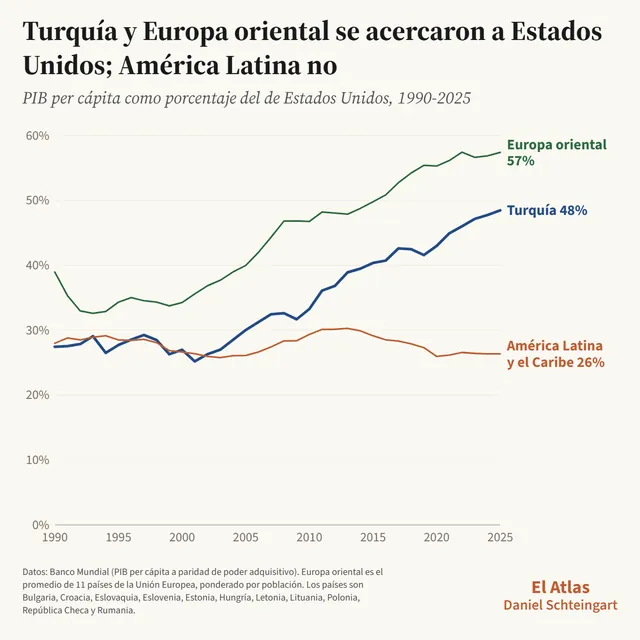 Turquía y Europa oriental se acercaron a Estados
Unidos; América Latina no
PIB per cápita como porcentaje del de Estados Unidos, 1990-2025
60%
50%
40%
30%
20%
10%
0%
Europa oriental
57%
Turquía 48%
América Latina
y el Caribe 26%
1990 1995 2000 2005 2010 2015 2020 2025
Datos: Banco Mundial (PIB per cápita a paridad de poder adquisitivo). Europa oriental es el
promedio de 11 países de la Unión Europea, ponderado por población. Los países son
Bulgaria, Croacia, Eslovaquia, Eslovenia, Estonia, Hungría, Letonia, Lituania, Polonia,
República Checa y Rumania.
El Atlas
Daniel Schteingart